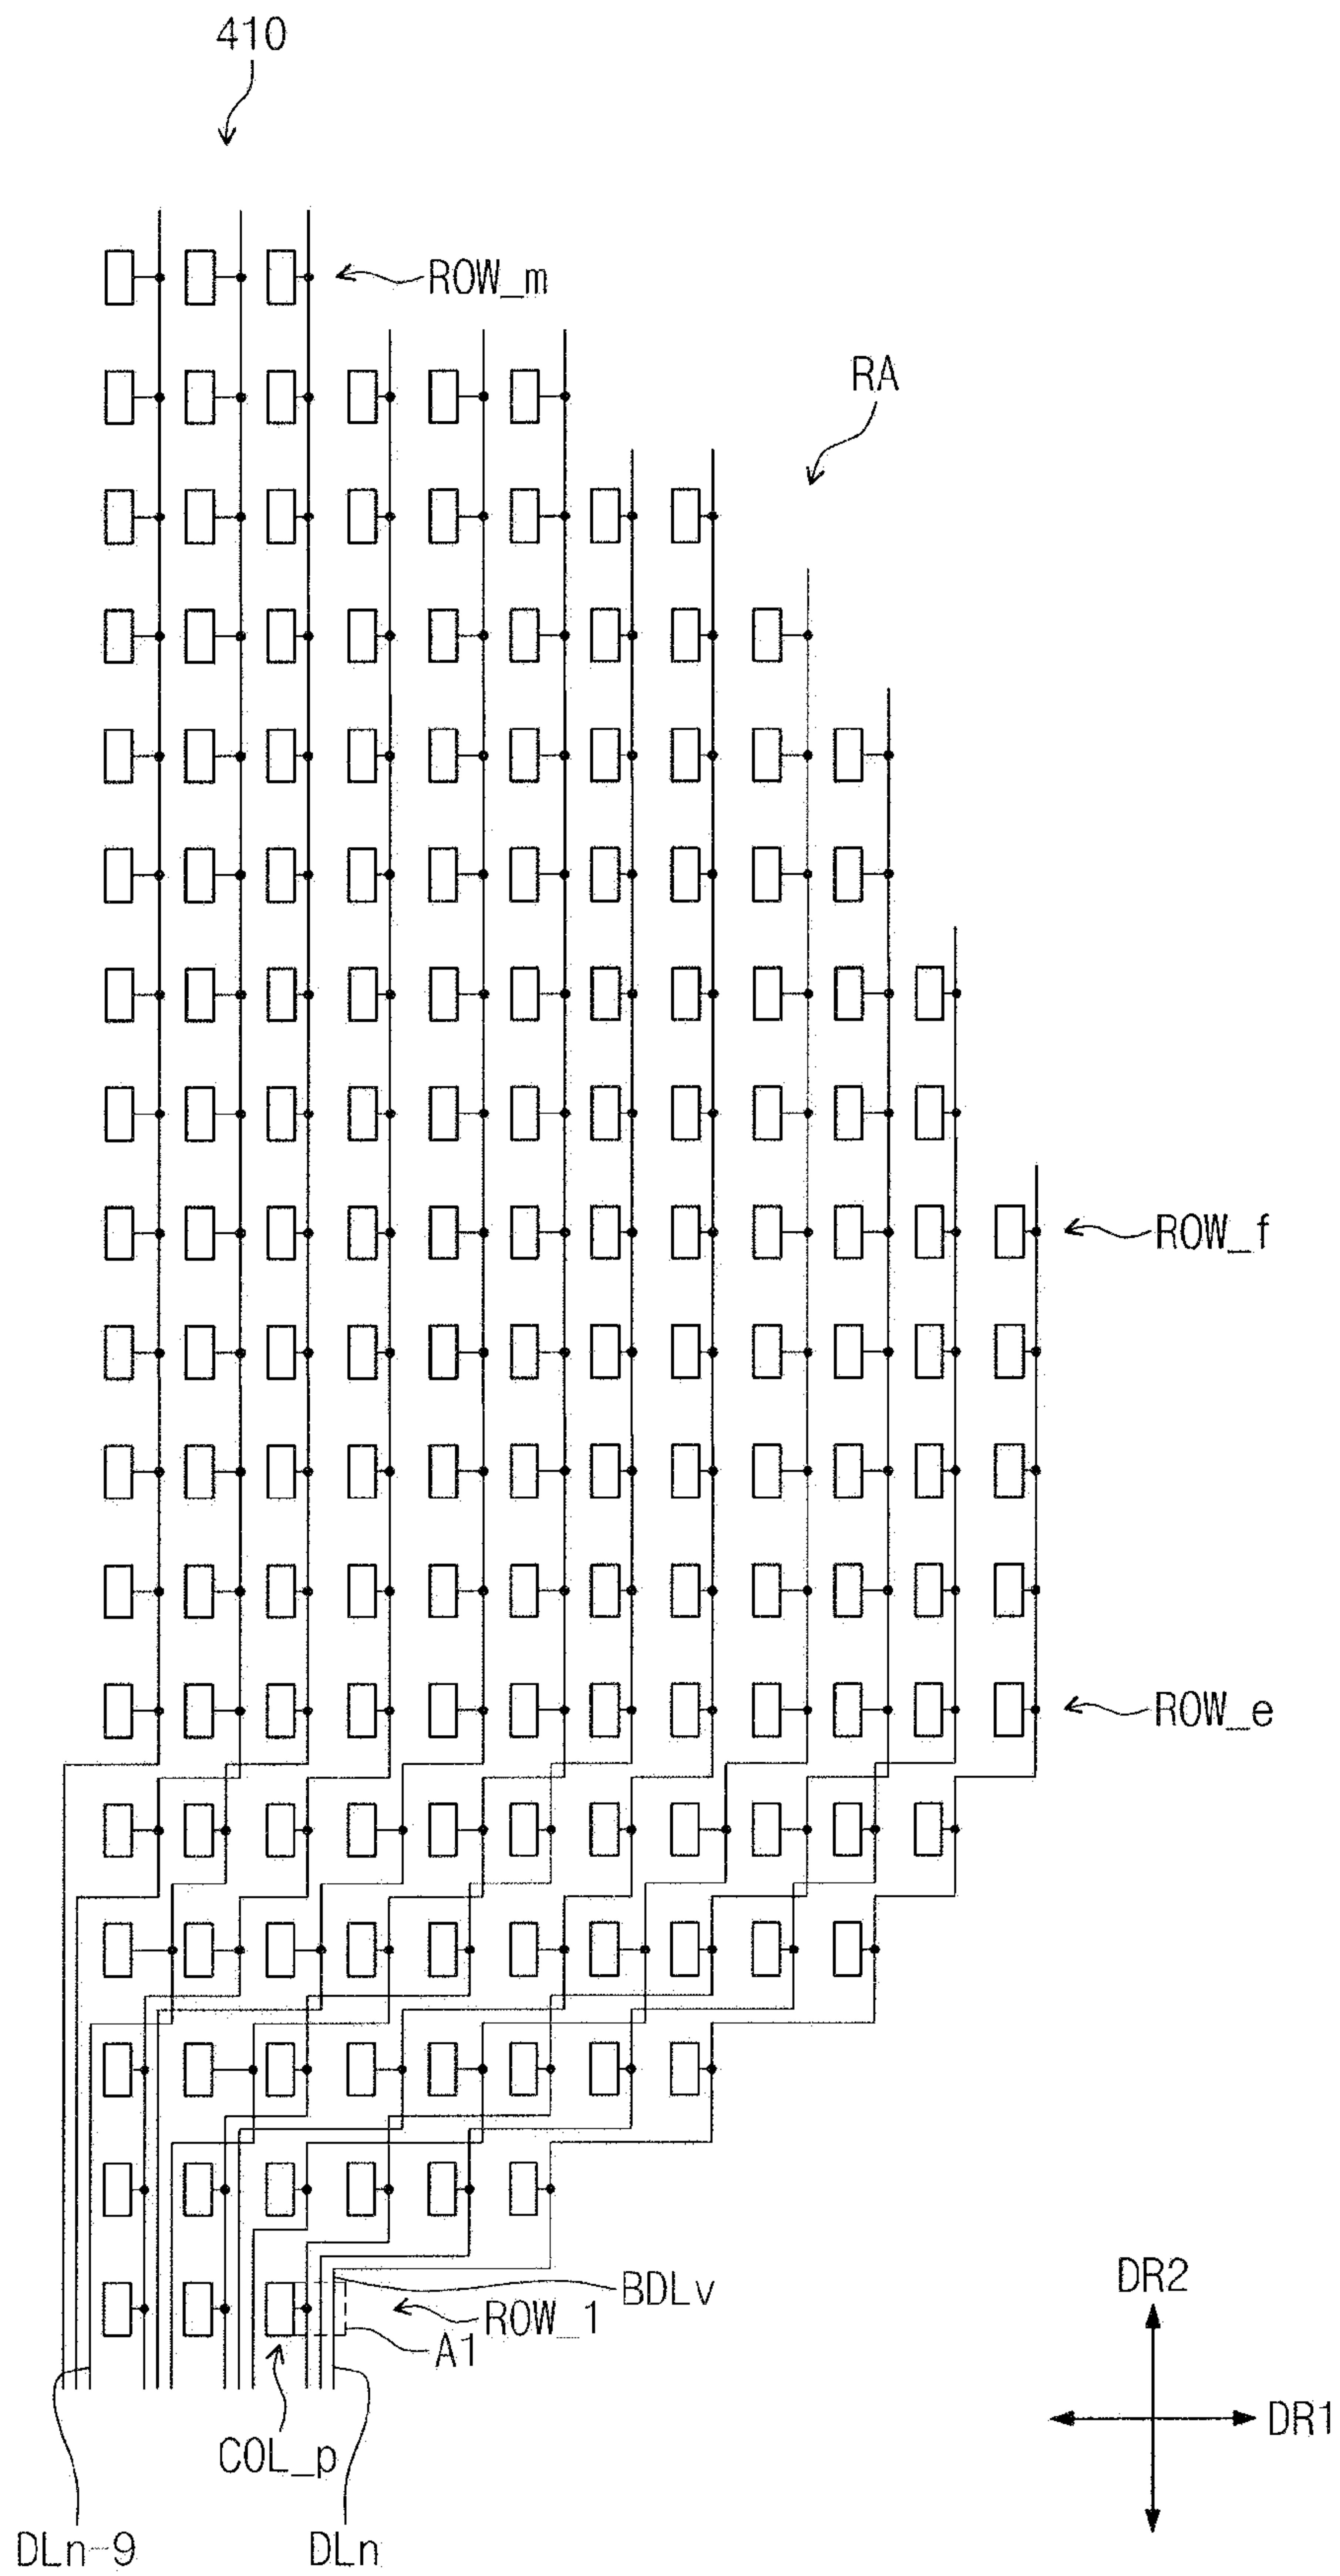 410
ROW_m
RA
ROW_f
ROW_e
BDLv
ROW_1
A1
COL_p
DLn-9
DLn
DR2
DR1